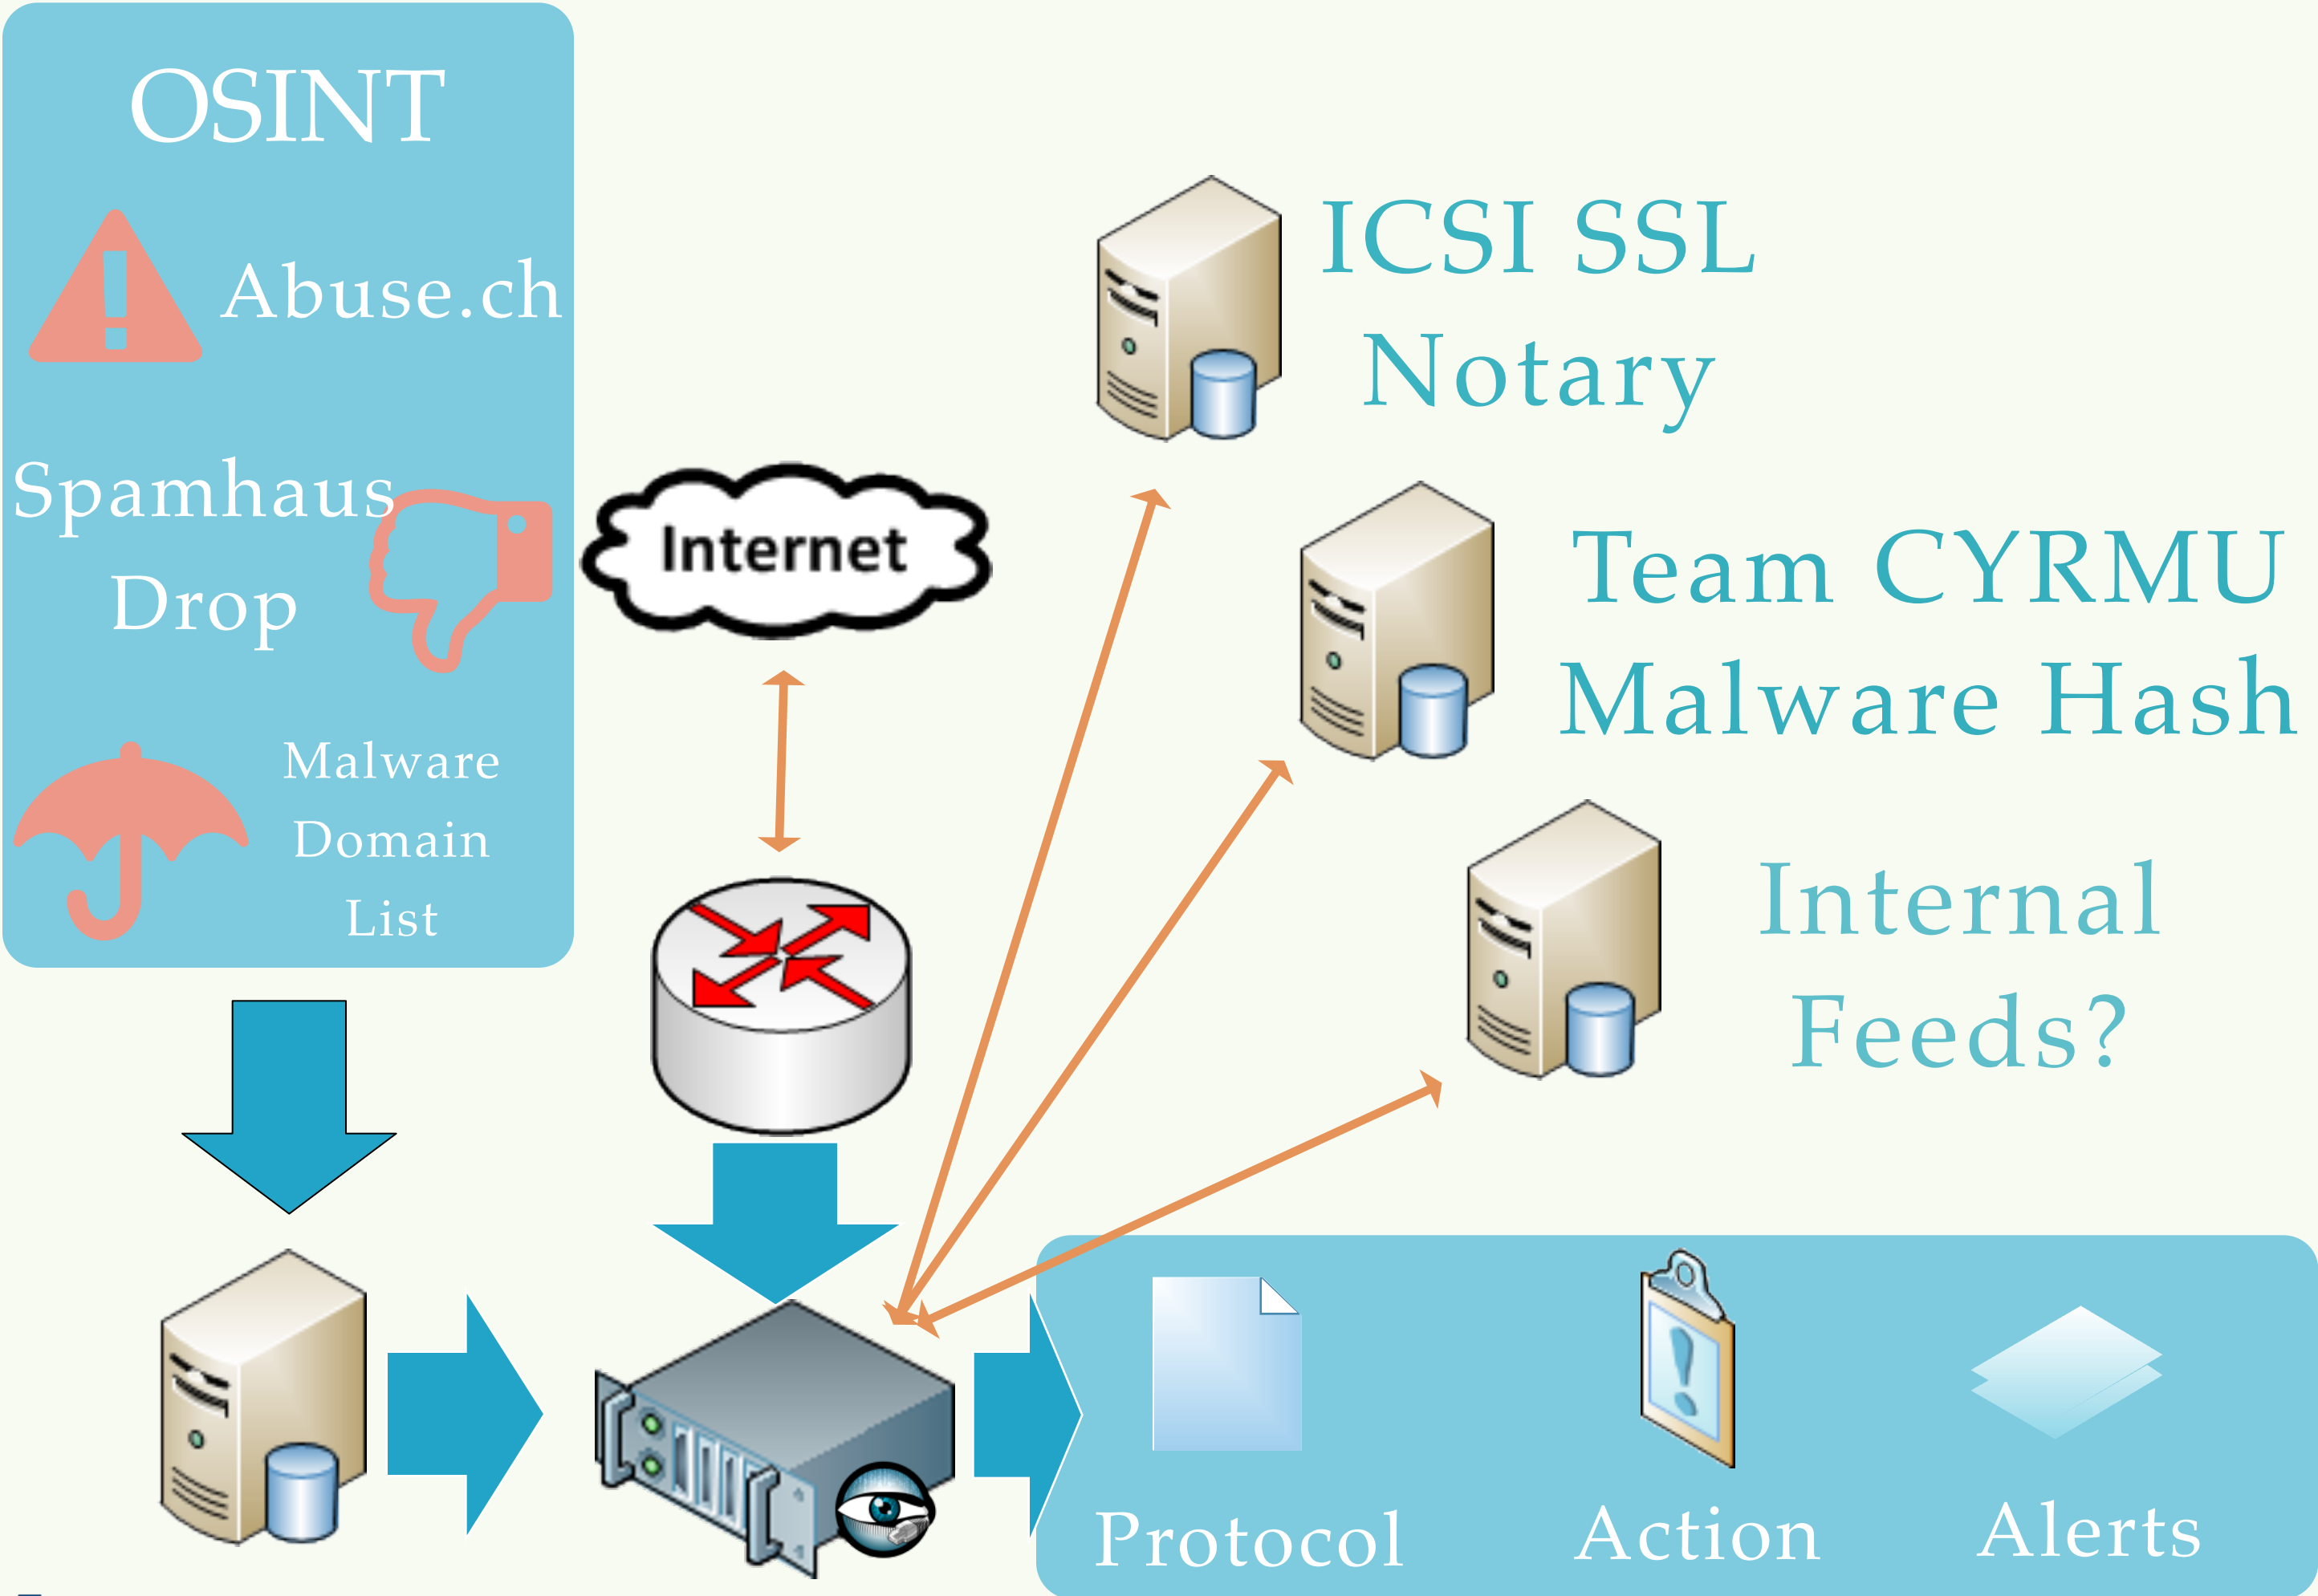 OSINT
Abuse.ch
Spamhaus
Drop
Malware
Domain
List
Internet
ICSI SSL
Notary
Team CYRMU
Malware Hash
Internal
Feeds?
Protocol
Action
Alerts